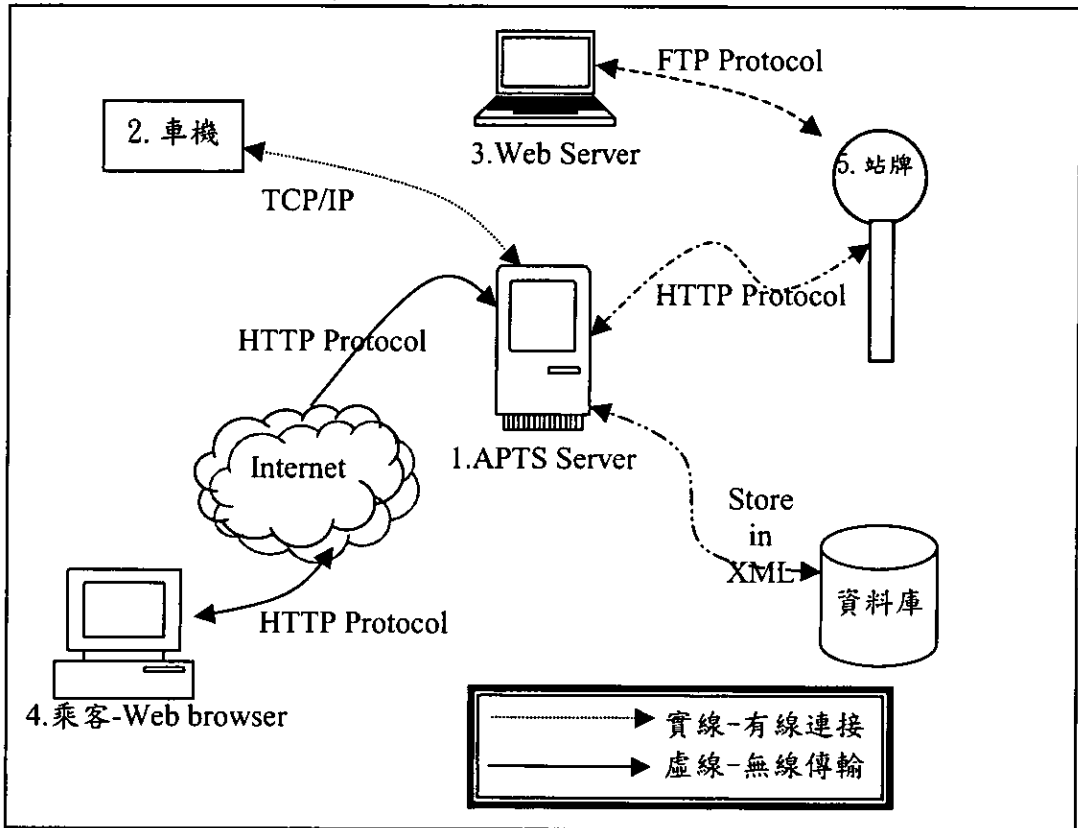 FTP Protocol
2. 車機
3.Web Server
5. 站牌
TCP/IP
HTTP Protocol
HTTP Protocol
Internet
1.APTS Server
Store
in
XML
資料庫
HTTP Protocol
4.乘客-Web browser
實線-有線連接
虛線-無線傳輸